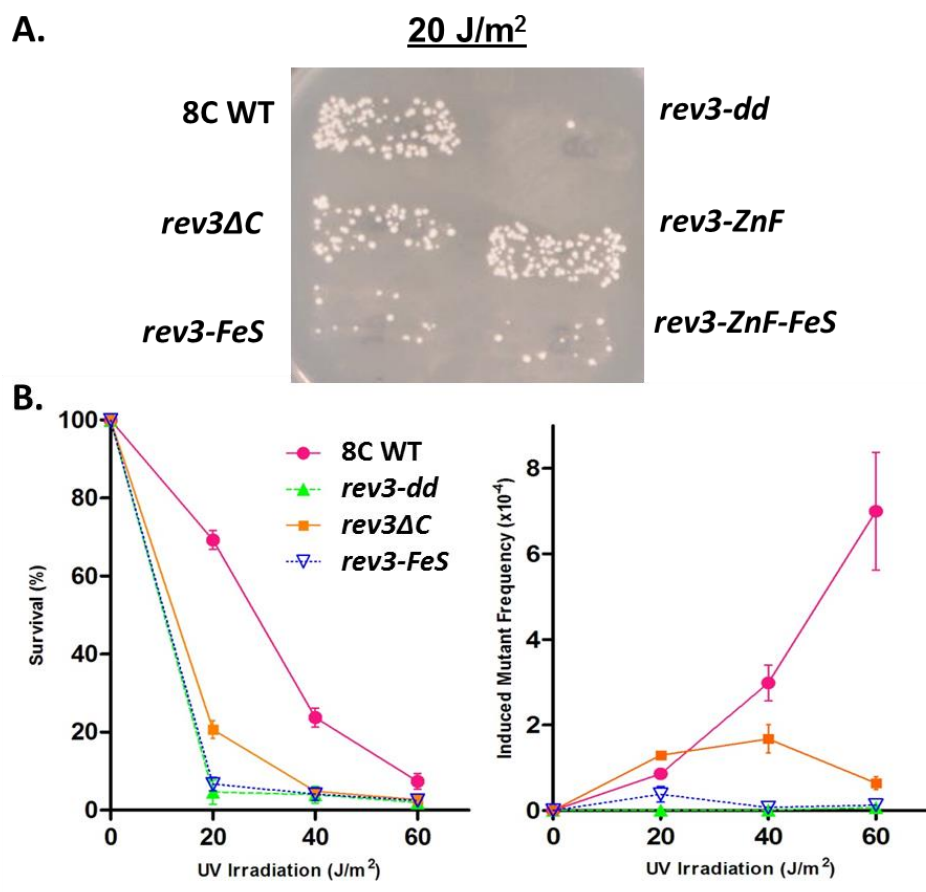 A.
20 J/m²
8C WT
rev3-dd
rev3ΔC
rev3-ZnF
rev3-FeS
rev3-ZnF-FeS
B.
100
80
60
40
20
0
Survival (%)
8C WT
rev3-dd
rev3ΔC
rev3-FeS
0 20 40 60
UV Irradiation (J/m²)
8
6
4
2
0
Induced Mutant Frequency (x10⁻⁴)
0 20 40 60
UV Irradiation (J/m²)